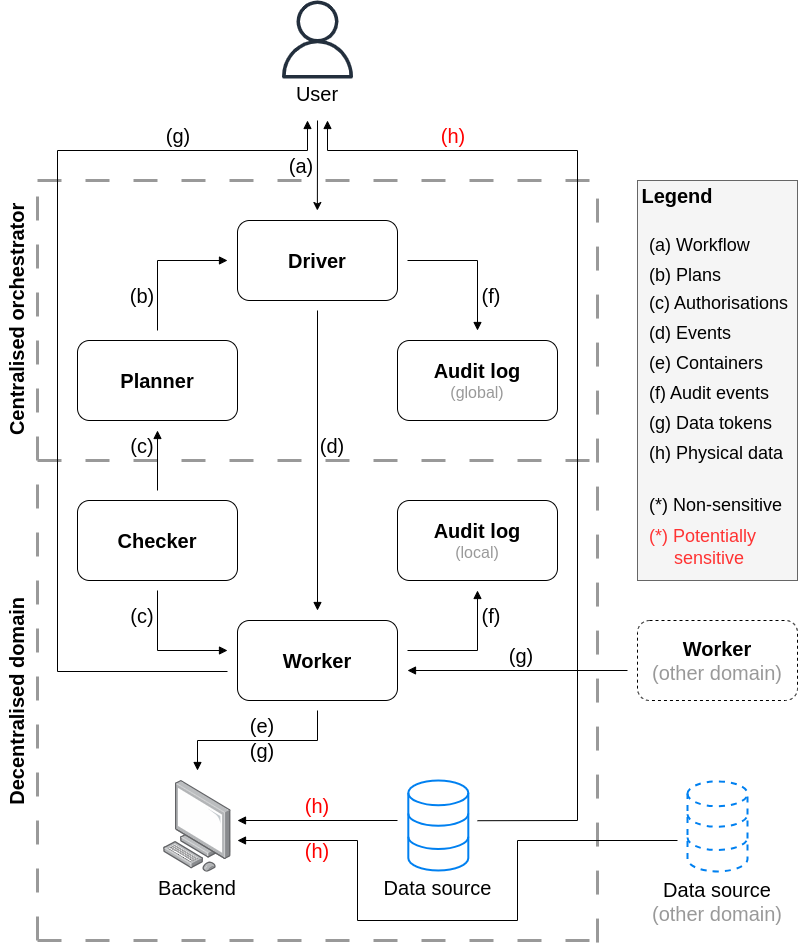 User
(g)
(h)
(a)
Centralised orchestrator
Driver
(b)
(f)
Planner
Audit log
(global)
(c)
(d)
Decentralised domain
Checker
Audit log
(local)
(c)
(f)
Worker
(g)
(e)
(g)
(h)
(h)
Backend
Data source
Legend
(a) Workflow
(b) Plans
(c) Authorisations
(d) Events
(e) Containers
(f) Audit events
(g) Data tokens
(h) Physical data
(*) Non-sensitive
(*) Potentially
sensitive
Worker
(other domain)
Data source
(other domain)